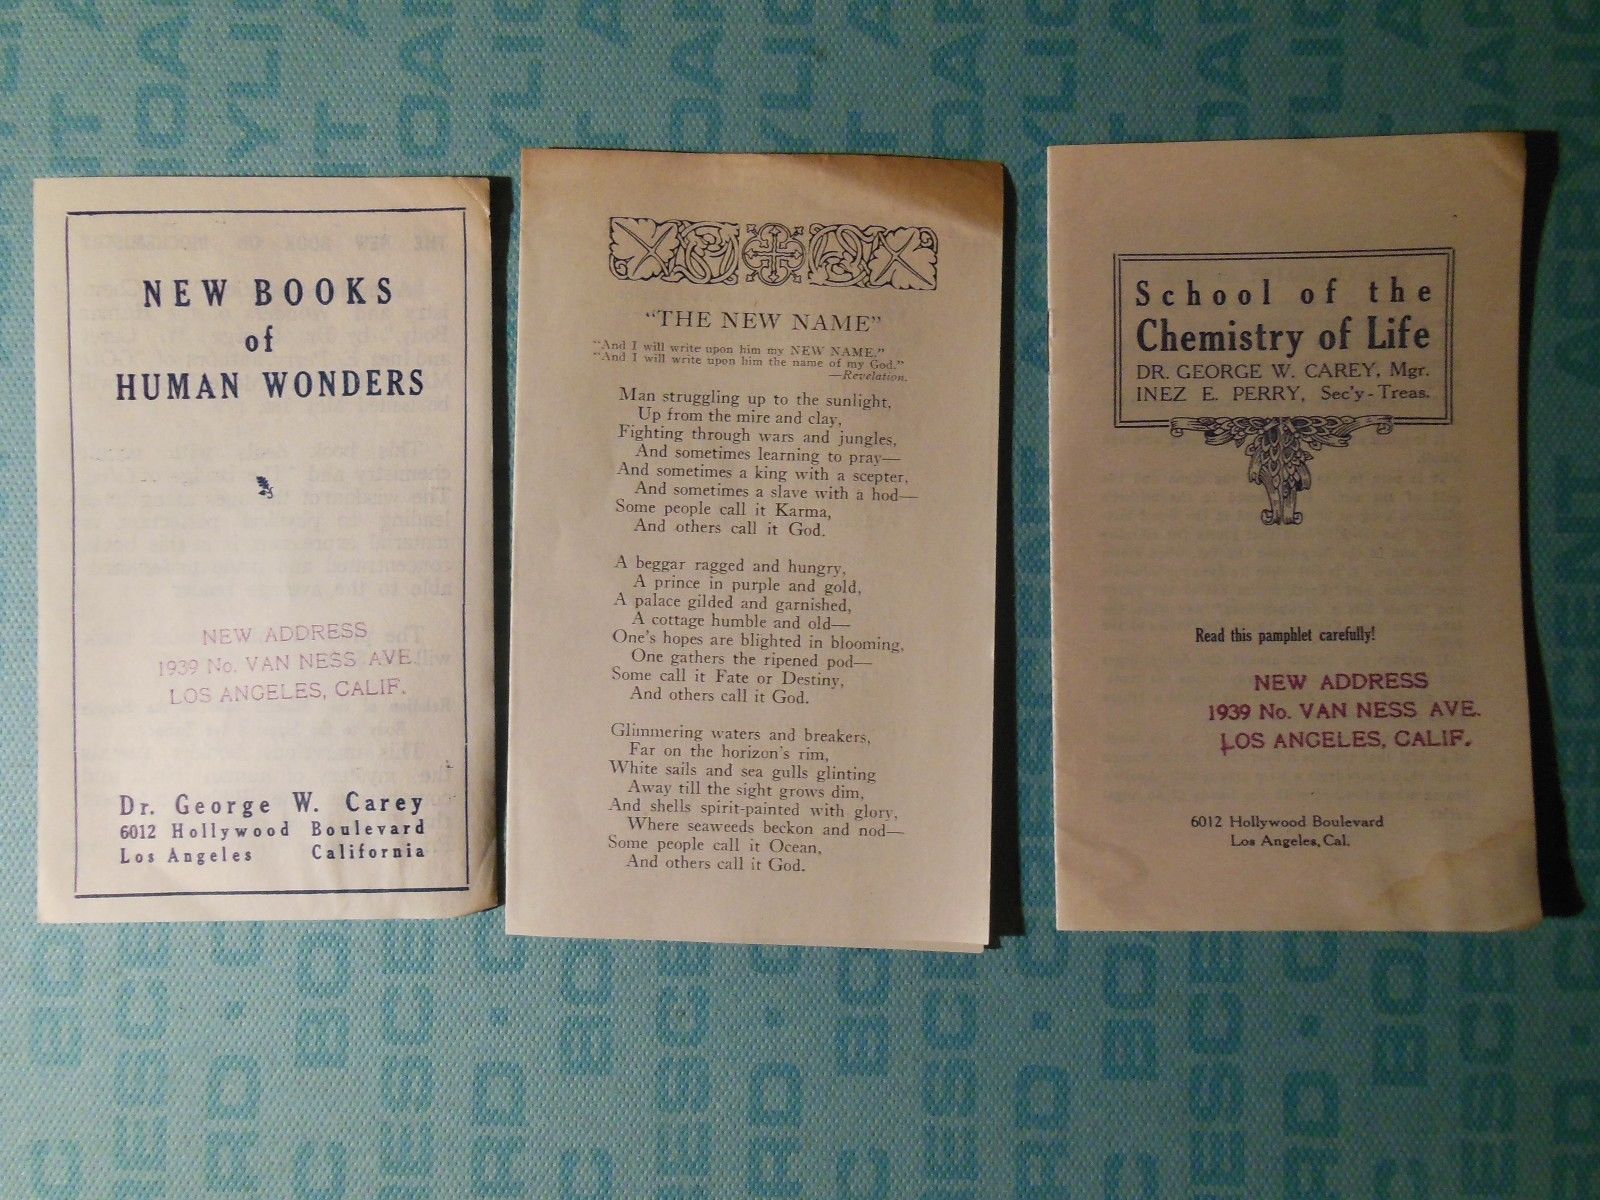 NEW BOOKS
of
HUMAN WONDERS
NEW ADDRESS
1939 No. VAN NESS AVE.
LOS ANGELES, CALIF.
Dr. George W. Carey
6012 Hollywood Boulevard
Los Angeles California
"THE NEW NAME"
"And I will write upon him my NEW NAME."
"And I will write upon him the name of my God."
—Revelation.
Man struggling up to the sunlight,
Up from the mire and clay,
Fighting through wars and jungles,
And sometimes learning to pray—
And sometimes a king with a scepter,
And sometimes a slave with a hod—
Some people call it Karma,
And others call it God.
A beggar ragged and hungry,
A prince in purple and gold,
A palace gilded and garnished,
A cottage humble and old—
One's hopes are blighted in blooming,
One gathers the ripened pod—
Some call it Fate or Destiny,
And others call it God.
Glimmering waters and breakers,
Far on the horizon's rim,
White sails and sea gulls glinting
Away till the sight grows dim,
And shells spirit-painted with glory,
Where seaweeds beckon and nod—
Some people call it Ocean,
And others call it God.
School of the
Chemistry of Life
DR. GEORGE W. CAREY, Mgr.
INEZ E. PERRY, Sec'y-Treas.
Read this pamphlet carefully!
NEW ADDRESS
1939 No. VAN NESS AVE.
LOS ANGELES, CALIF.
6012 Hollywood Boulevard
Los Angeles, Cal.